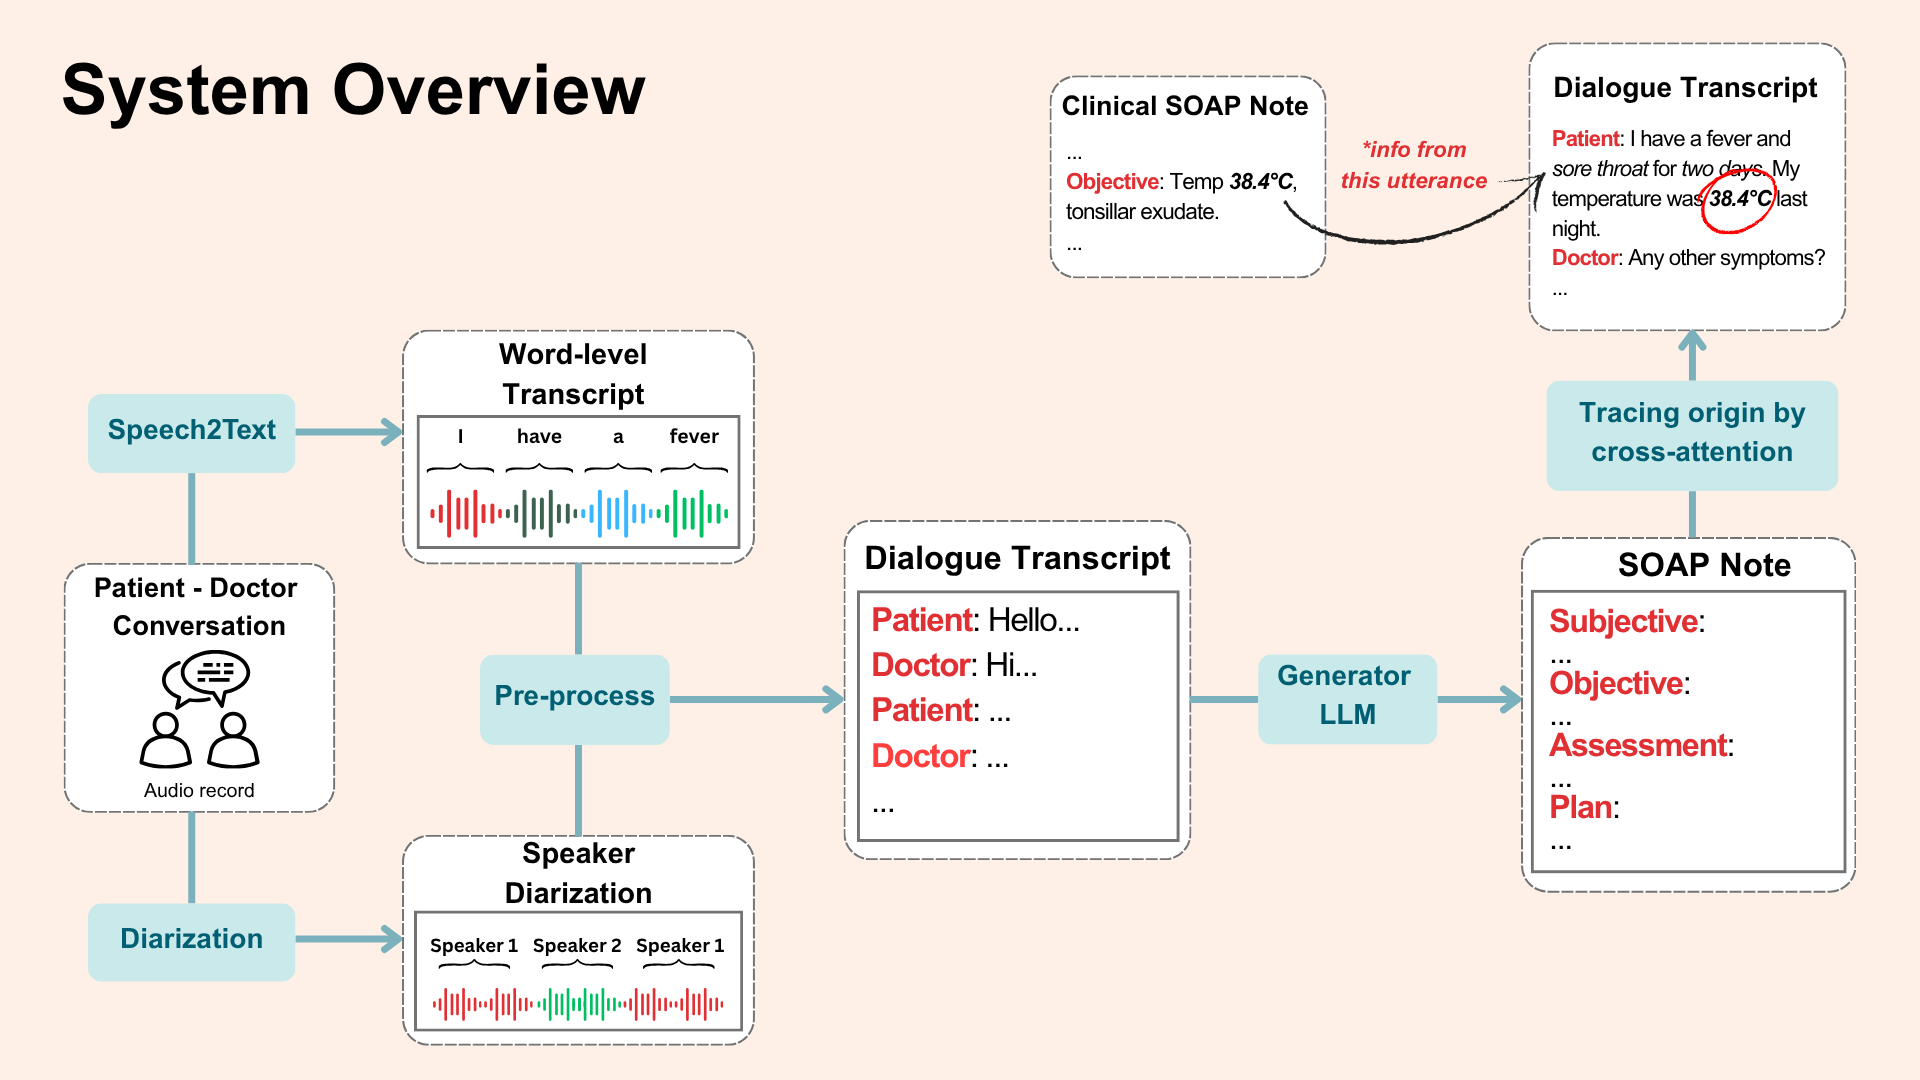 System Overview
Clinical SOAP Note
...
Objective: Temp 38.4°C,
tonsillar exudate.
...
*info from
this utterance
Dialogue Transcript
Patient: I have a fever and
sore throat for two days. My
temperature was 38.4°C last
night.
Doctor: Any other symptoms?
...
Speech2Text
Word-level
Transcript
I have a fever
Patient - Doctor
Conversation
Audio record
Pre-process
Diarization
Speaker
Diarization
Speaker 1 Speaker 2 Speaker 1
Dialogue Transcript
Patient: Hello...
Doctor: Hi...
Patient: ...
Doctor: ...
...
Generator
LLM
Tracing origin by
cross-attention
SOAP Note
Subjective:
...
Objective:
...
Assessment:
...
Plan:
...